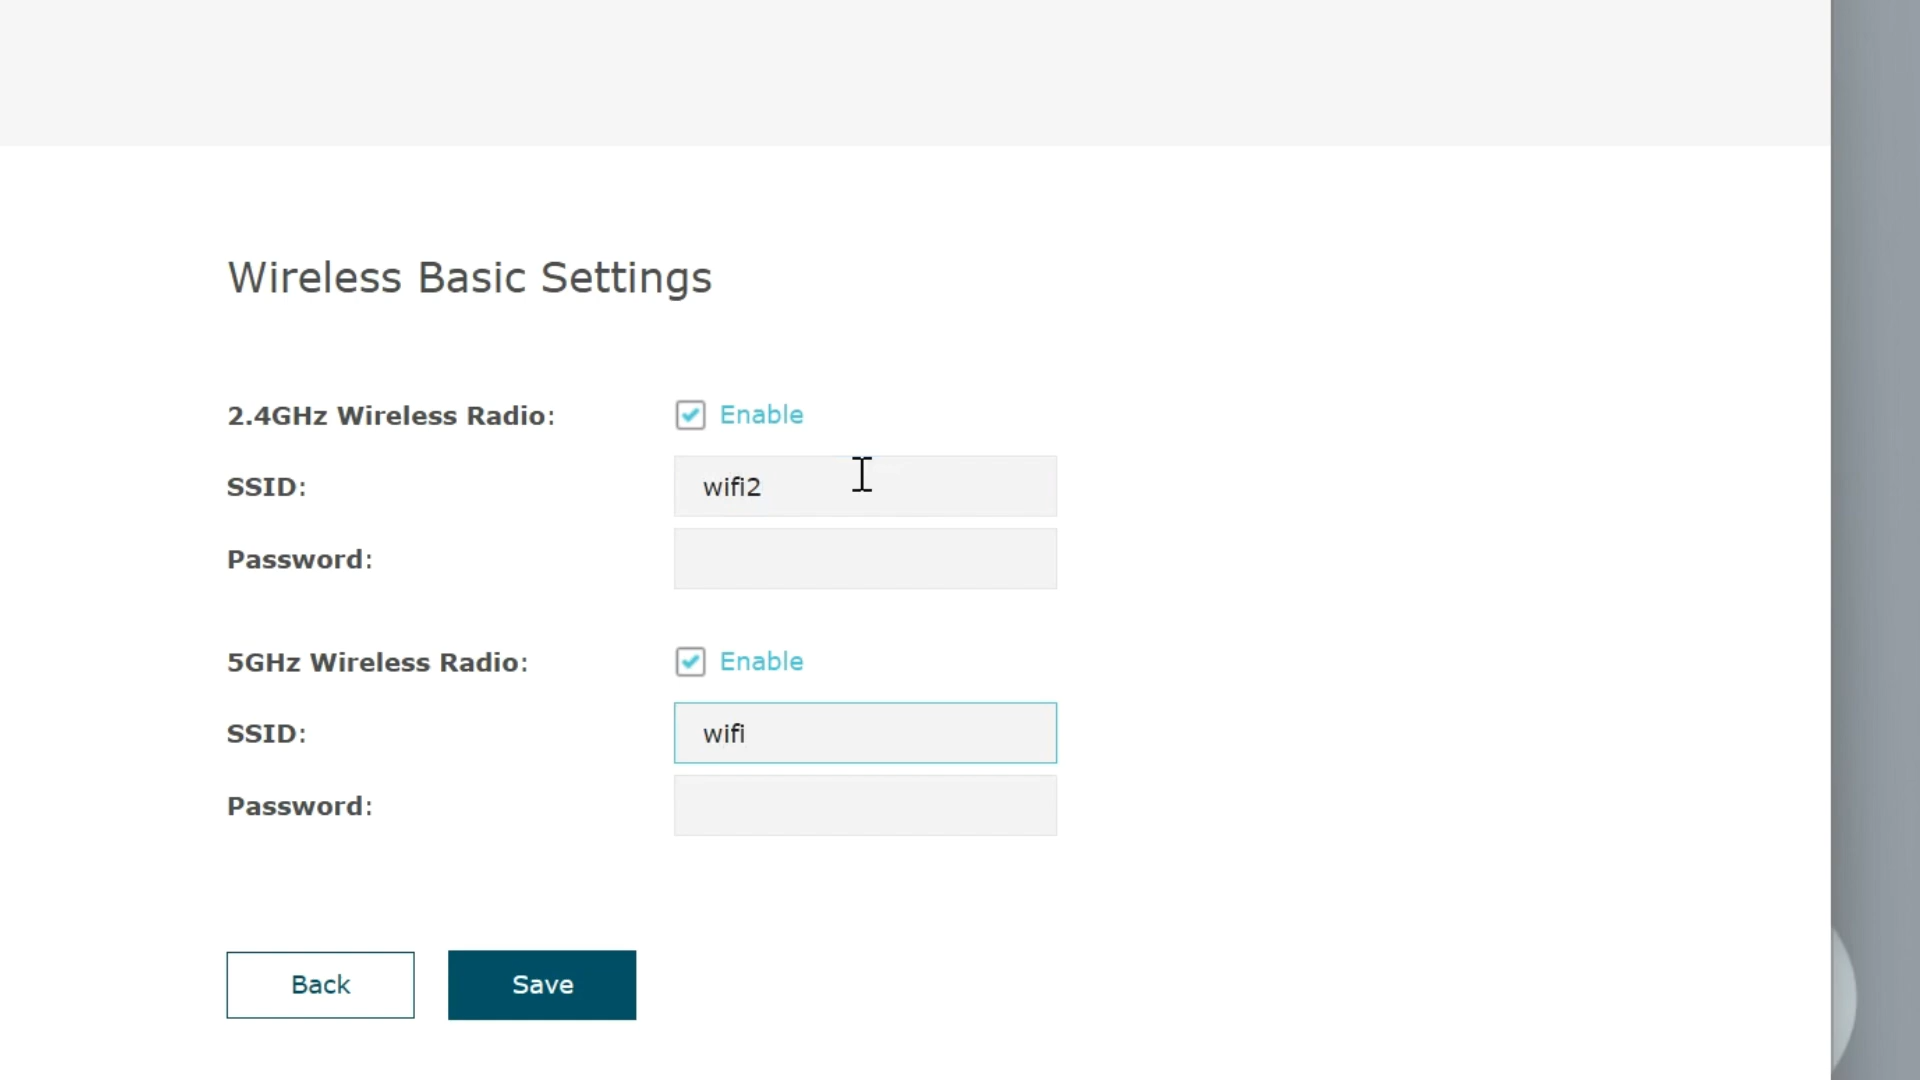 Wireless Basic Settings
2.4GHz Wireless Radio: Enable
SSID: wifi2
Password:
5GHz Wireless Radio: Enable
SSID: wifi
Password:
Back Save